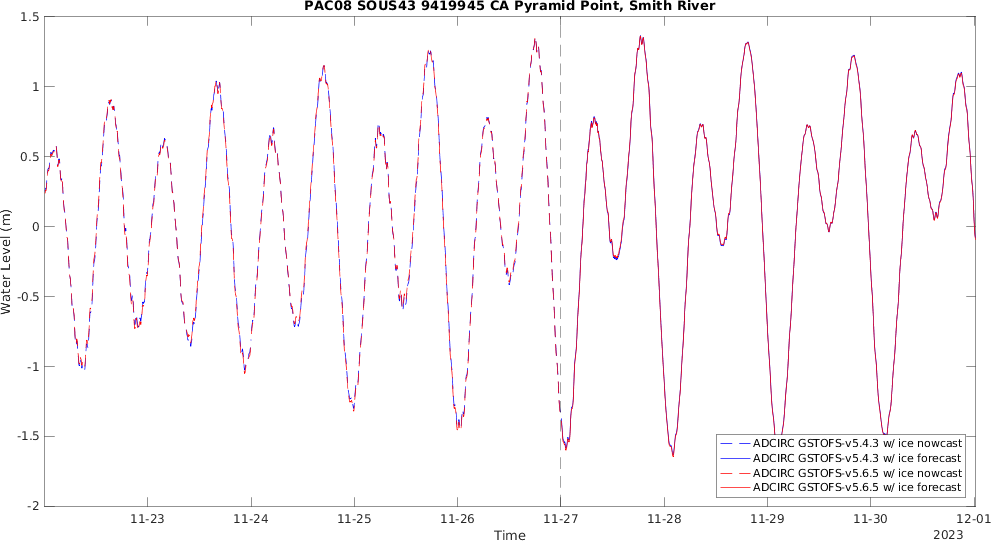 PAC08 SOUS43 9419945 CA Pyramid Point, Smith River
1.5
1
0.5
0
-0.5
-1
-1.5
-2
Water Level (m)
ADCIRC GSTOFS-v5.4.3 w/ ice nowcast
ADCIRC GSTOFS-v5.4.3 w/ ice forecast
ADCIRC GSTOFS-v5.6.5 w/ ice nowcast
ADCIRC GSTOFS-v5.6.5 w/ ice forecast
11-23 11-24 11-25 11-26 11-27 11-28 11-29 11-30 12-01
Time
2023